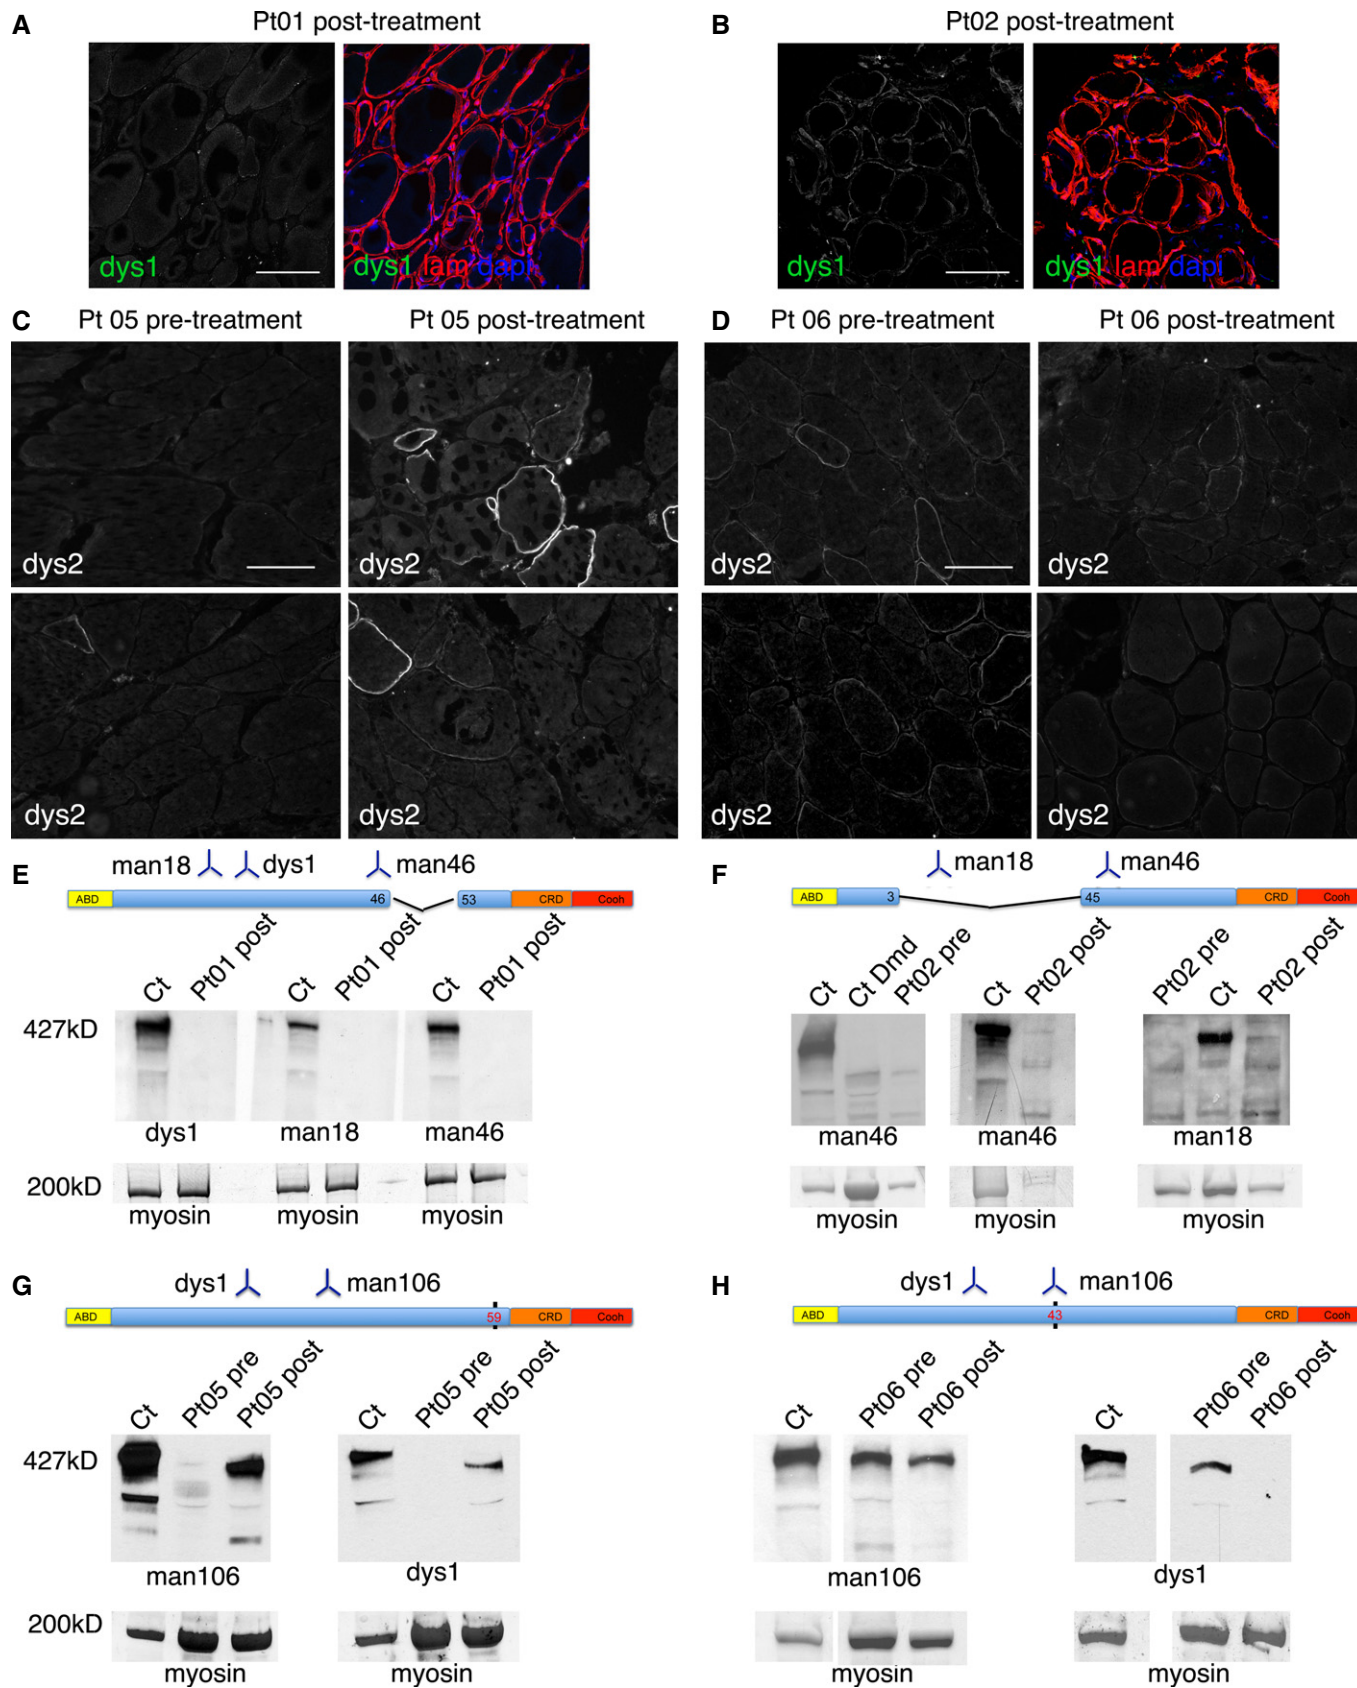 A Pt01 post-treatment
dys1
dys1 lam dapi
B Pt02 post-treatment
dys1
dys1 lam dapi
C Pt 05 pre-treatment Pt 05 post-treatment
dys2
dys2
dys2
dys2
D Pt 06 pre-treatment Pt 06 post-treatment
dys2
dys2
dys2
dys2
E man18 dys1 man46
ABD 46 53 CRD Cooh
Ct Pt01 post Ct Pt01 post Ct Pt01 post
427kD
dys1 man18 man46
200kD
myosin myosin myosin
F man18 man46
ABD 3 45 CRD Cooh
Ct Ct Dmd Pt02 pre Ct Pt02 post Pt02 pre Ct Pt02 post
man46 man46 man18
myosin myosin myosin
G dys1 man106
ABD 59 CRD Cooh
Ct Pt05 pre Pt05 post Ct Pt05 pre Pt05 post
427kD
man106 dys1
200kD
myosin myosin
H dys1 man106
ABD 43 CRD Cooh
Ct Pt06 pre Pt06 post Ct Pt06 pre Pt06 post
man106 dys1
myosin myosin